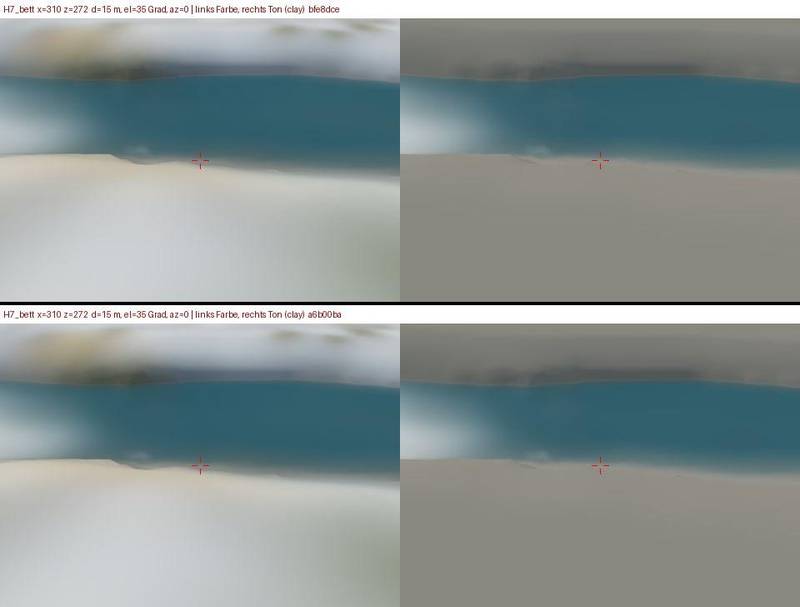 H7_bett x=310 z=272 d=15 m, el=35 Grad, az=0 | links Farbe, rechts Ton (clay) bfe8dce
H7_bett x=310 z=272 d=15 m, el=35 Grad, az=0 | links Farbe, rechts Ton (clay) a6b00ba